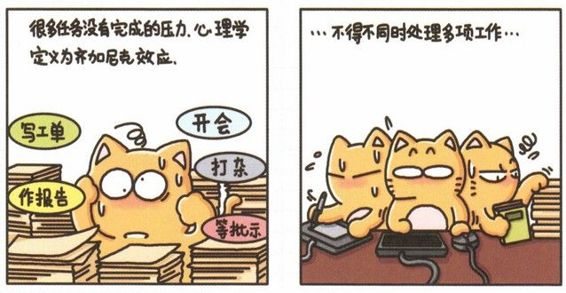 很多任务没有完成的压力.心理学
定义为齐加尼克效应.
写工单
开会
打杂
作报告
等批示
…不得不同时处理多项工作…